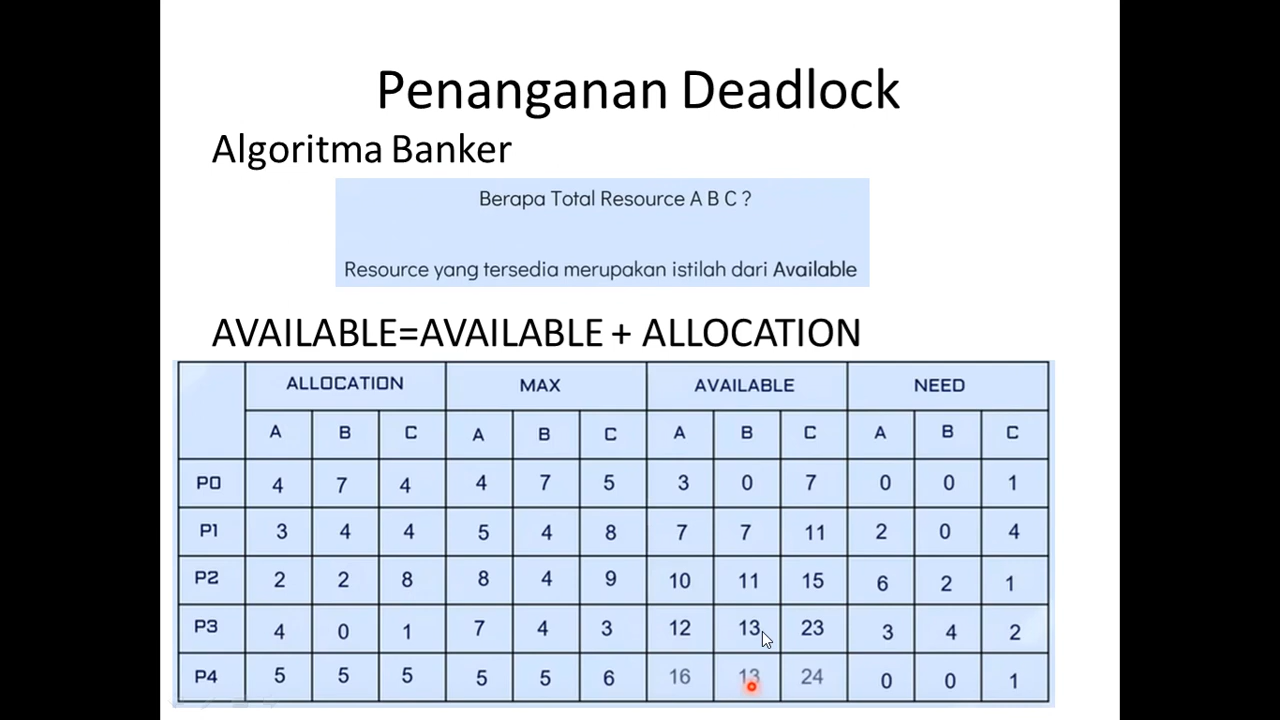 Penanganan Deadlock
Algoritma Banker
Berapa Total Resource A B C ?
Resource yang tersedia merupakan istilah dari Available
AVAILABLE=AVAILABLE + ALLOCATION
ALLOCATION MAX AVAILABLE NEED
A B C A B C A B C A B C
P0 4 7 4 4 7 5 3 0 7 0 0 1
P1 3 4 4 5 4 8 7 7 11 2 0 4
P2 2 2 8 8 4 9 10 11 15 6 2 1
P3 4 0 1 7 4 3 12 13 23 3 4 2
P4 5 5 5 5 5 6 16 13 24 0 0 1